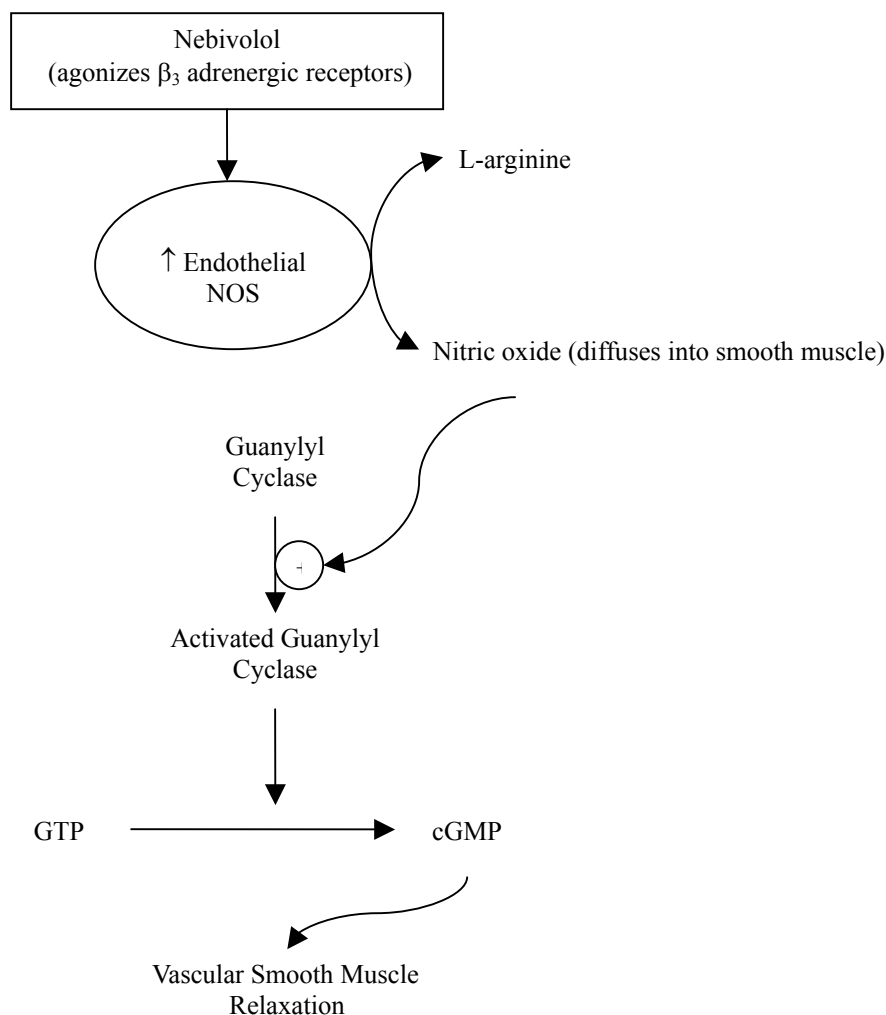 Nebivolol
(agonizes β₃ adrenergic receptors)
L-arginine
↑ Endothelial
NOS
Nitric oxide (diffuses into smooth muscle)
Guanylyl
Cyclase
Activated Guanylyl
Cyclase
GTP
cGMP
Vascular Smooth Muscle
Relaxation